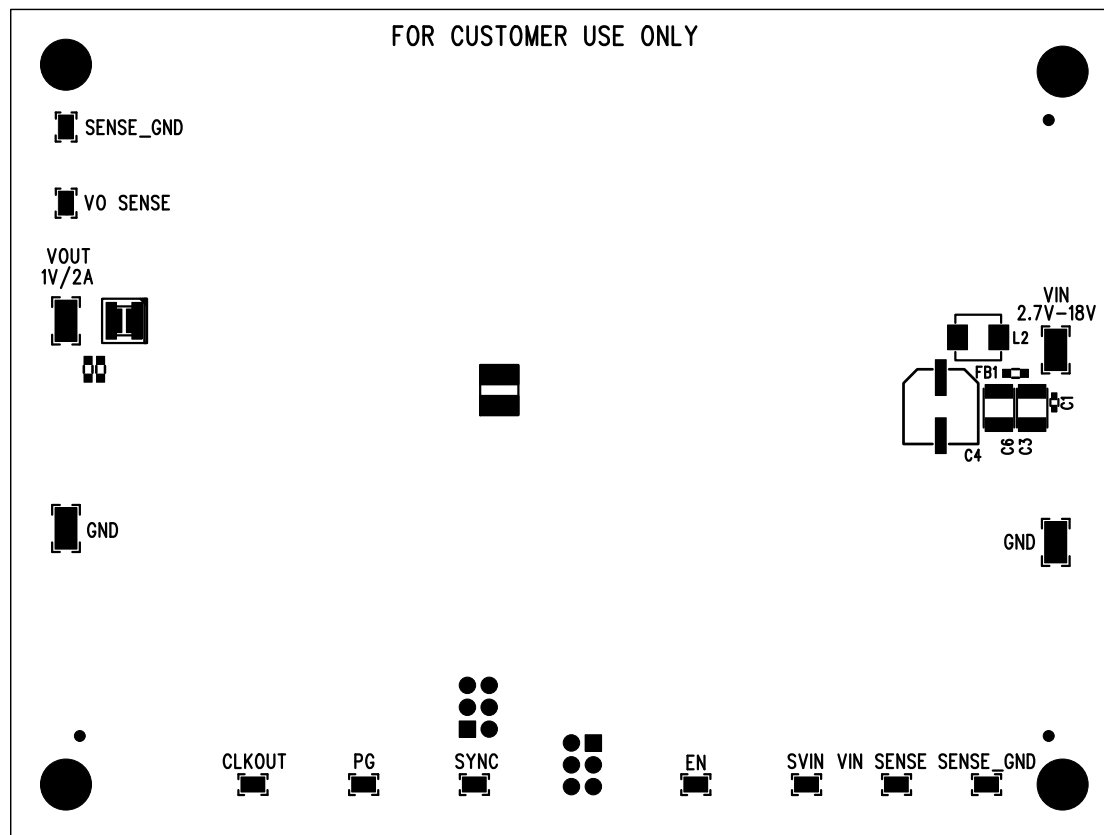 FOR CUSTOMER USE ONLY
SENSE_GND
VO SENSE
VOUT
1V/2A
VIN
2.7V-18V
L2
FB1
C1
C6
C3
C4
GND
GND
CLKOUT
PG
SYNC
EN
SVIN
VIN SENSE
SENSE_GND